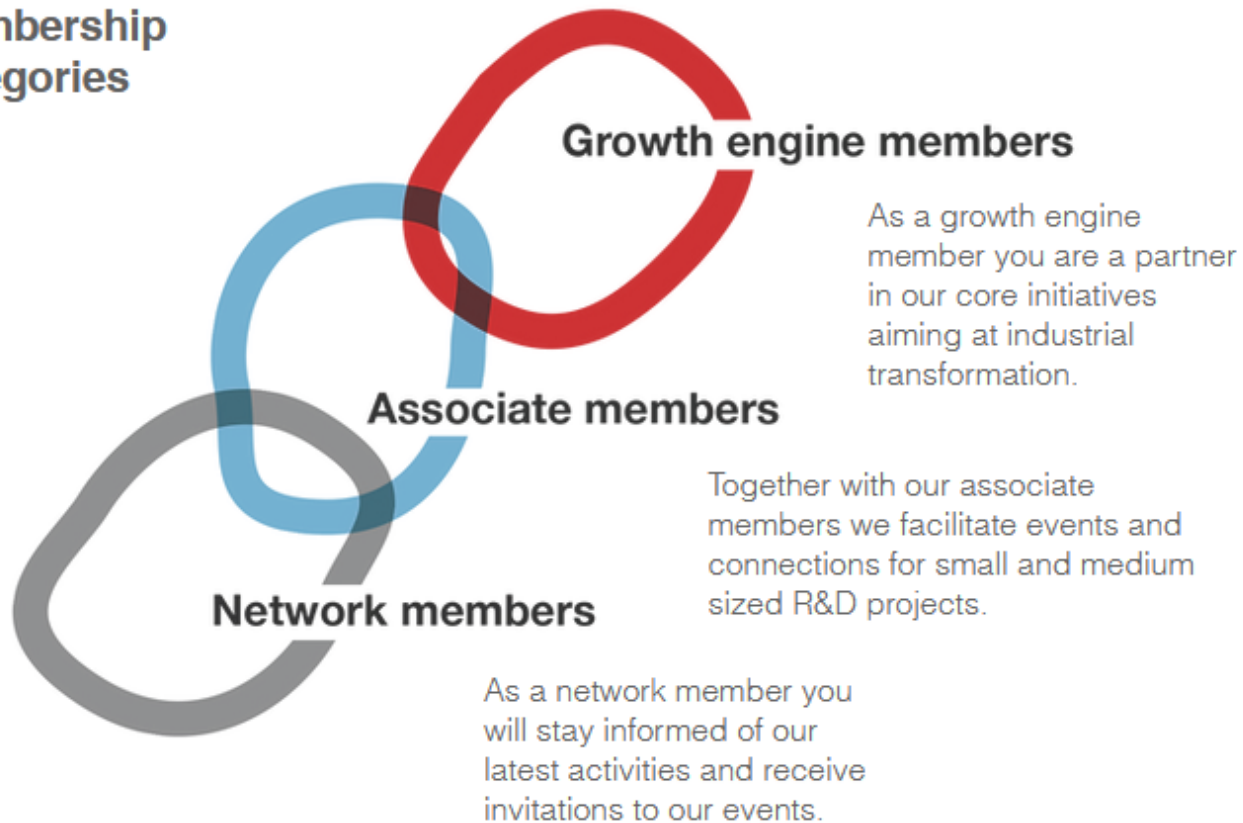 mbership
egories
Growth engine members
As a growth engine
member you are a partner
in our core initiatives
aiming at industrial
transformation.
Associate members
Together with our associate
members we facilitate events and
connections for small and medium
sized R&D projects.
Network members
As a network member you
will stay informed of our
latest activities and receive
invitations to our events.